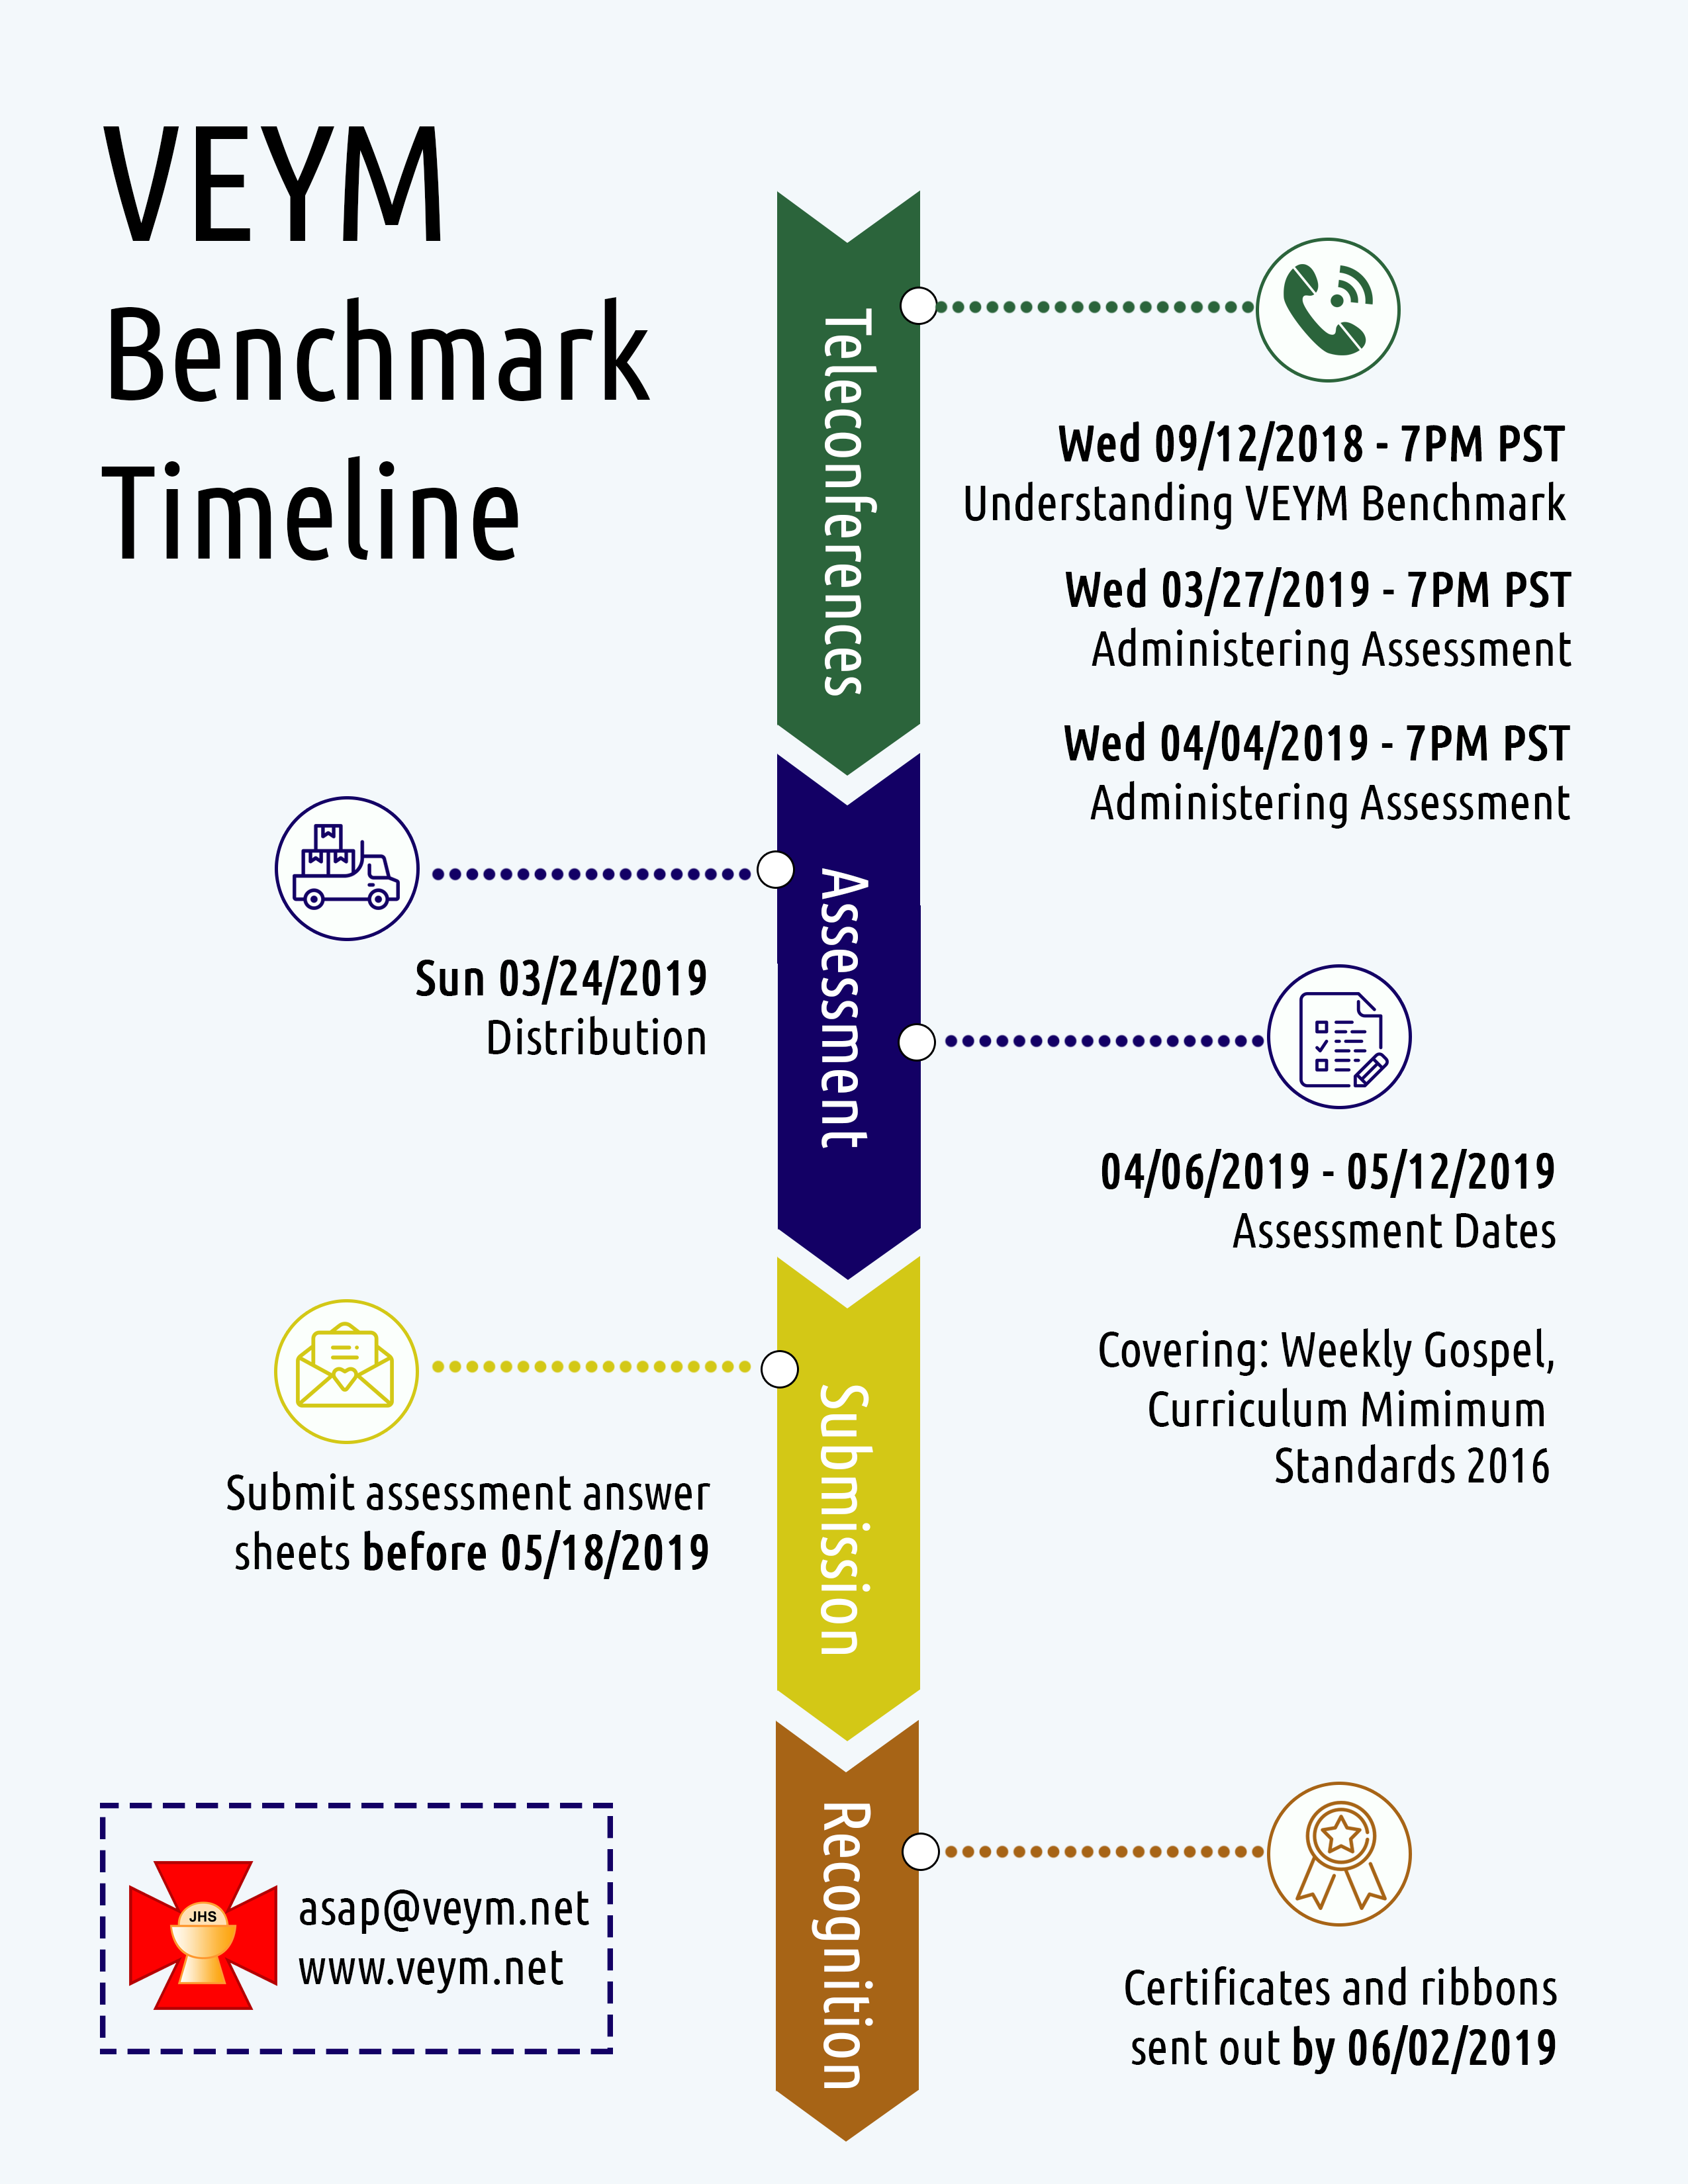 VEYM
Benchmark
Timeline
Teleconferences
Wed 09/12/2018 - 7PM PST
Understanding VEYM Benchmark
Wed 03/27/2019 - 7PM PST
Administering Assessment
Wed 04/04/2019 - 7PM PST
Administering Assessment
Assessment
Sun 03/24/2019
Distribution
04/06/2019 - 05/12/2019
Assessment Dates
Covering: Weekly Gospel,
Curriculum Mimimum
Standards 2016
Submission
Submit assessment answer
sheets before 05/18/2019
Recognition
Certificates and ribbons
sent out by 06/02/2019
JHS
asap@veym.net
www.veym.net